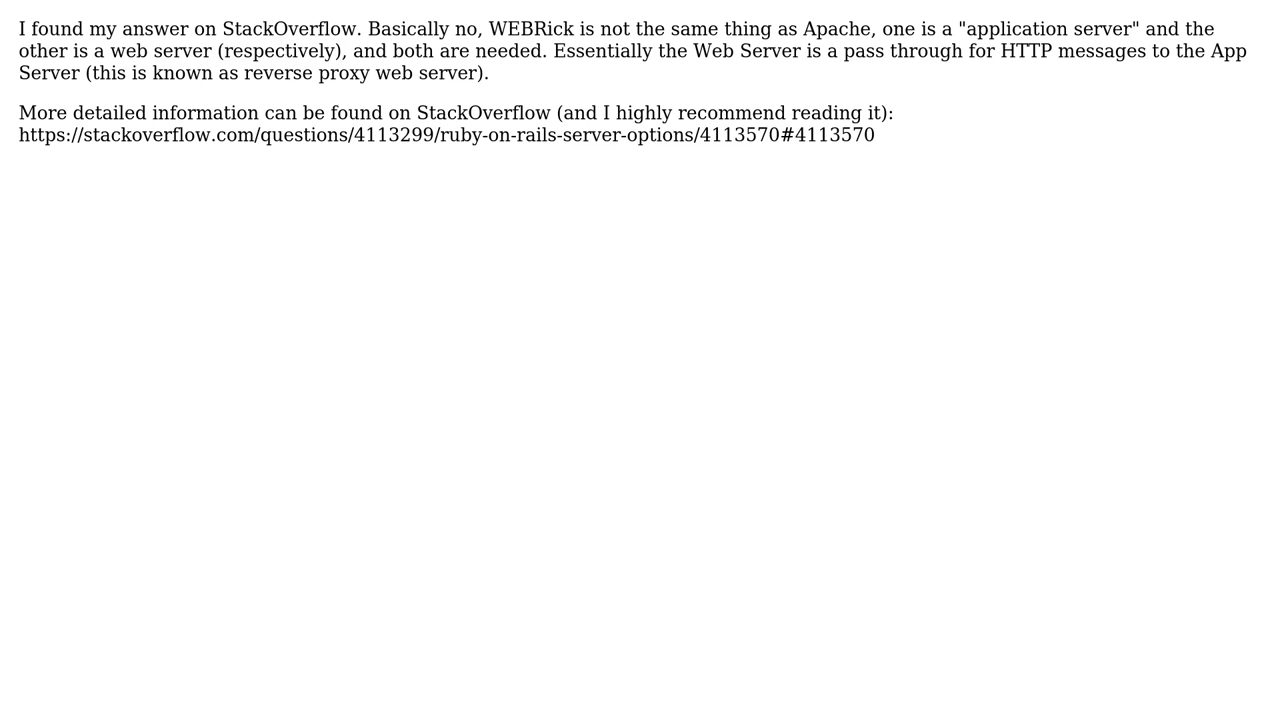 I found my answer on StackOverflow. Basically no, WEBRick is not the same thing as Apache, one is a "application server" and the
other is a web server (respectively), and both are needed. Essentially the Web Server is a pass through for HTTP messages to the App
Server (this is known as reverse proxy web server).
More detailed information can be found on StackOverflow (and I highly recommend reading it):
https://stackoverflow.com/questions/4113299/ruby-on-rails-server-options/4113570#4113570